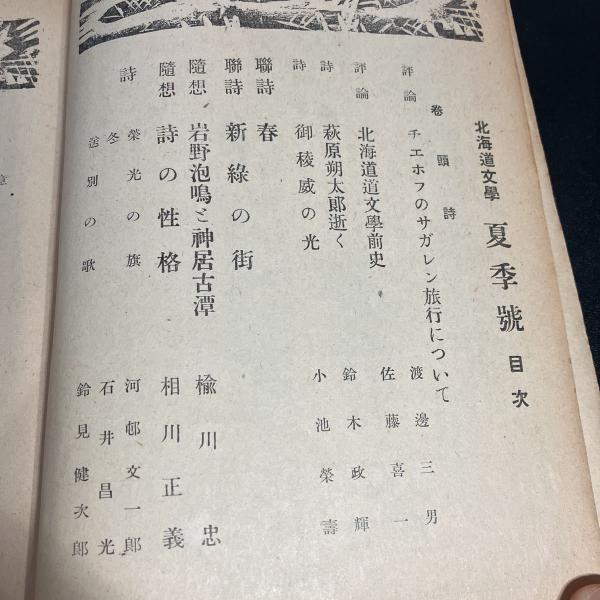 北海道文學 夏季號 目次
卷頭詩
評論 チエホフのサガレン旅行について 渡邊三男
評論 北海道道文學前史 佐藤喜一
詩 萩原朔太郎逝く 鈴木政輝
詩 御稜威の光 小池榮壽
聯詩 春
聯詩 新綠の街
隨想 岩野泡鳴と神居古潭 楡川忠
隨想 詩の性格 相川正義
詩 榮光の旗 河邨文一郎
冬 石井昌光
送別の歌 鈴見健次郎